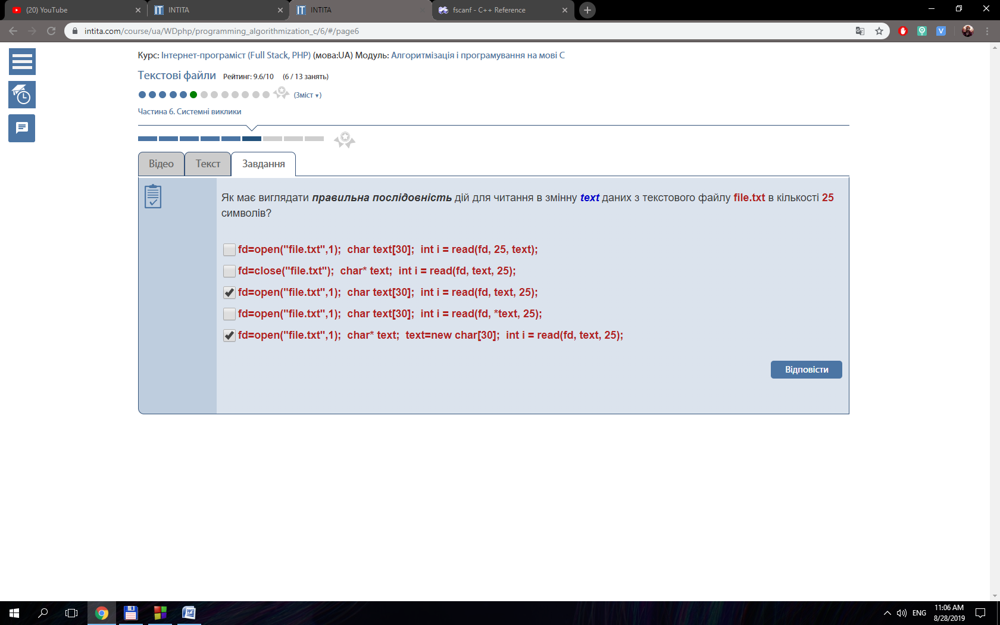 (20) YouTube
INTITA
INTITA
fscanf - C++ Reference
intita.com/course/ua/WDphp/programming_algorithmization_c/6/#/page6
Курс: Інтернет-програміст (Full Stack, PHP) (мова:UA) Модуль: Алгоритмізація і програмування на мові С
Текстові файли Рейтинг: 9.6/10 (6 / 13 занять)
(Зміст ▾)
Частина 6. Системні виклики
Відео
Текст
Завдання
Як має виглядати правильна послідовність дій для читання в змінну text даних з текстового файлу file.txt в кількості 25
символів?
fd=open("file.txt",1); char text[30]; int i = read(fd, 25, text);
fd=close("file.txt"); char* text; int i = read(fd, text, 25);
fd=open("file.txt",1); char text[30]; int i = read(fd, text, 25);
fd=open("file.txt",1); char text[30]; int i = read(fd, *text, 25);
fd=open("file.txt",1); char* text; text=new char[30]; int i = read(fd, text, 25);
Відповісти
ENG
11:06 AM
8/28/2019